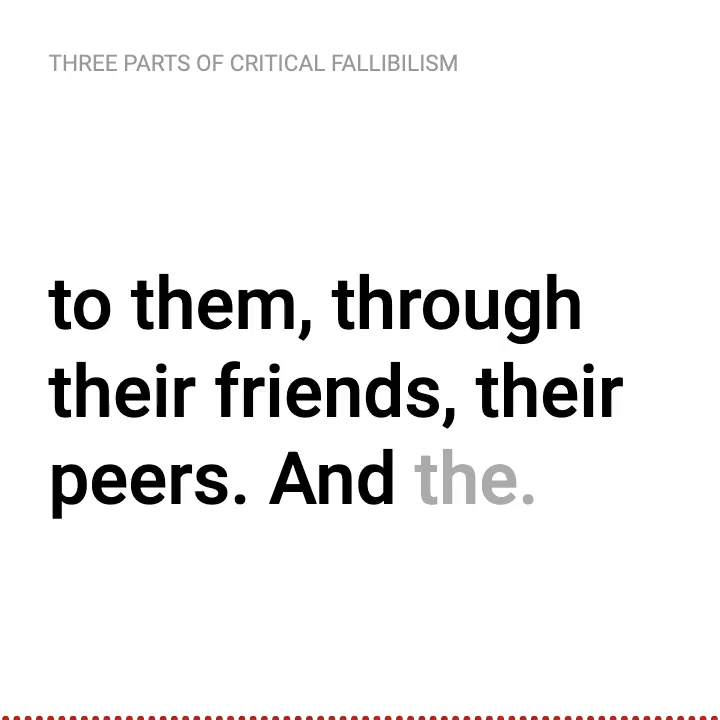 THREE PARTS OF CRITICAL FALLIBILISM
to them, through
their friends, their
peers. And the.